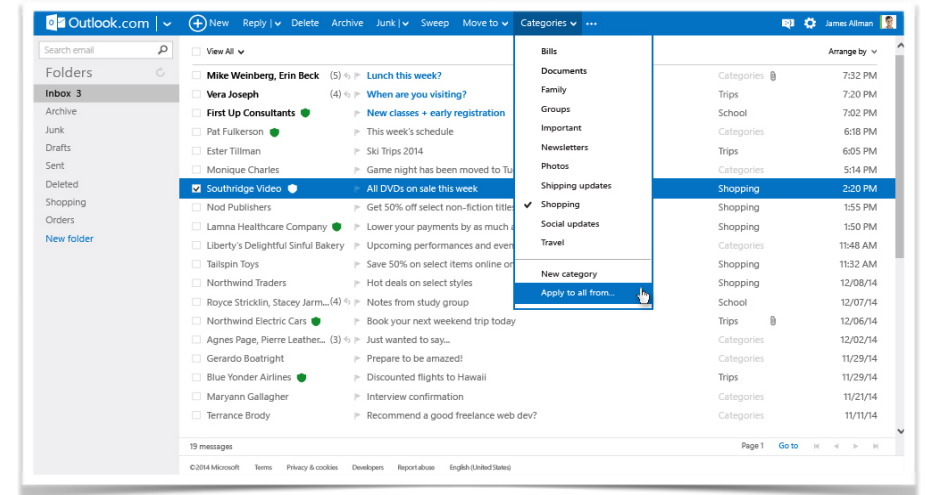 Outlook.com New Reply Delete Archive Junk Sweep Move to Categories ••• James Allman
Search email
Folders
Inbox 3
Archive
Junk
Drafts
Sent
Deleted
Shopping
Orders
New folder
View All Arrange by
Mike Weinberg, Erin Beck (5) Lunch this week? Categories 7:32 PM
Vera Joseph (4) When are you visiting? Trips 7:20 PM
First Up Consultants New classes + early registration School 7:02 PM
Pat Fulkerson This week's schedule Categories 6:18 PM
Ester Tillman Ski Trips 2014 Trips 6:05 PM
Monique Charles Game night has been moved to Tu Categories 5:14 PM
Southridge Video All DVDs on sale this week Shopping 2:20 PM
Nod Publishers Get 50% off select non-fiction titles Shopping 1:55 PM
Lamna Healthcare Company Lower your payments by as much a Shopping 1:50 PM
Liberty's Delightful Sinful Bakery Upcoming performances and even Categories 11:48 AM
Tailspin Toys Save 50% on select items online or Shopping 11:32 AM
Northwind Traders Hot deals on select styles Shopping 12/08/14
Royce Stricklin, Stacey Jarm... (4) Notes from study group School 12/07/14
Northwind Electric Cars Book your next weekend trip today Trips 12/06/14
Agnes Page, Pierre Leather... (3) Just wanted to say... Categories 12/02/14
Gerardo Boatright Prepare to be amazed! Categories 11/29/14
Blue Yonder Airlines Discounted flights to Hawaii Trips 11/29/14
Maryann Gallagher Interview confirmation Categories 11/21/14
Terrance Brody Recommend a good freelance web dev? Categories 11/11/14
Bills
Documents
Family
Groups
Important
Newsletters
Photos
Shipping updates
Shopping
Social updates
Travel
New category
Apply to all from...
19 messages Page 1 Go to
©2014 Microsoft Terms Privacy & cookies Developers Report abuse English (United States)